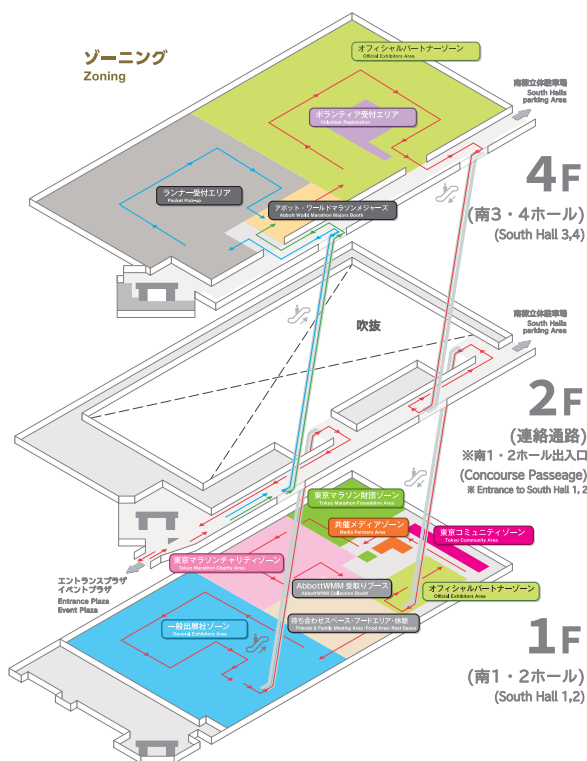 ゾーニング
Zoning
オフィシャルパートナーゾーン
Official Exhibitors Area
南棟立体駐車場
South Halls
parking Area
ボランティア受付エリア
Volunteer Registration
ランナー受付エリア
Packet Pick-up
アボット・ワールドマラソンメジャーズ
Abbott World Marathon Majors Booth
4F
(南3・4ホール)
(South Hall 3,4)
吹抜
南棟立体駐車場
South Halls
parking Area
2F
(連絡通路)
※南1・2ホール出入口
(Concourse Passeage)
※ Entrance to South Hall 1, 2
東京マラソン財団ゾーン
Tokyo Marathon Foundation Area
共催メディアゾーン
Media Partners Area
東京コミュニティゾーン
Tokyo Community Area
東京マラソンチャリティゾーン
Tokyo Marathon Charity Area
エントランスプラザ
イベントプラザ
Entrance Plaza
Event Plaza
AbbottWMM 受取りブース
AbbottWMM Collection Booth
オフィシャルパートナーゾーン
Official Exhibitors Area
一般出展社ゾーン
General Exhibitors Area
待ち合わせスペース・フードエリア・休憩
Friends & Family Meeting Area・Food Area・Rest Space
1F
(南1・2ホール)
(South Hall 1,2)